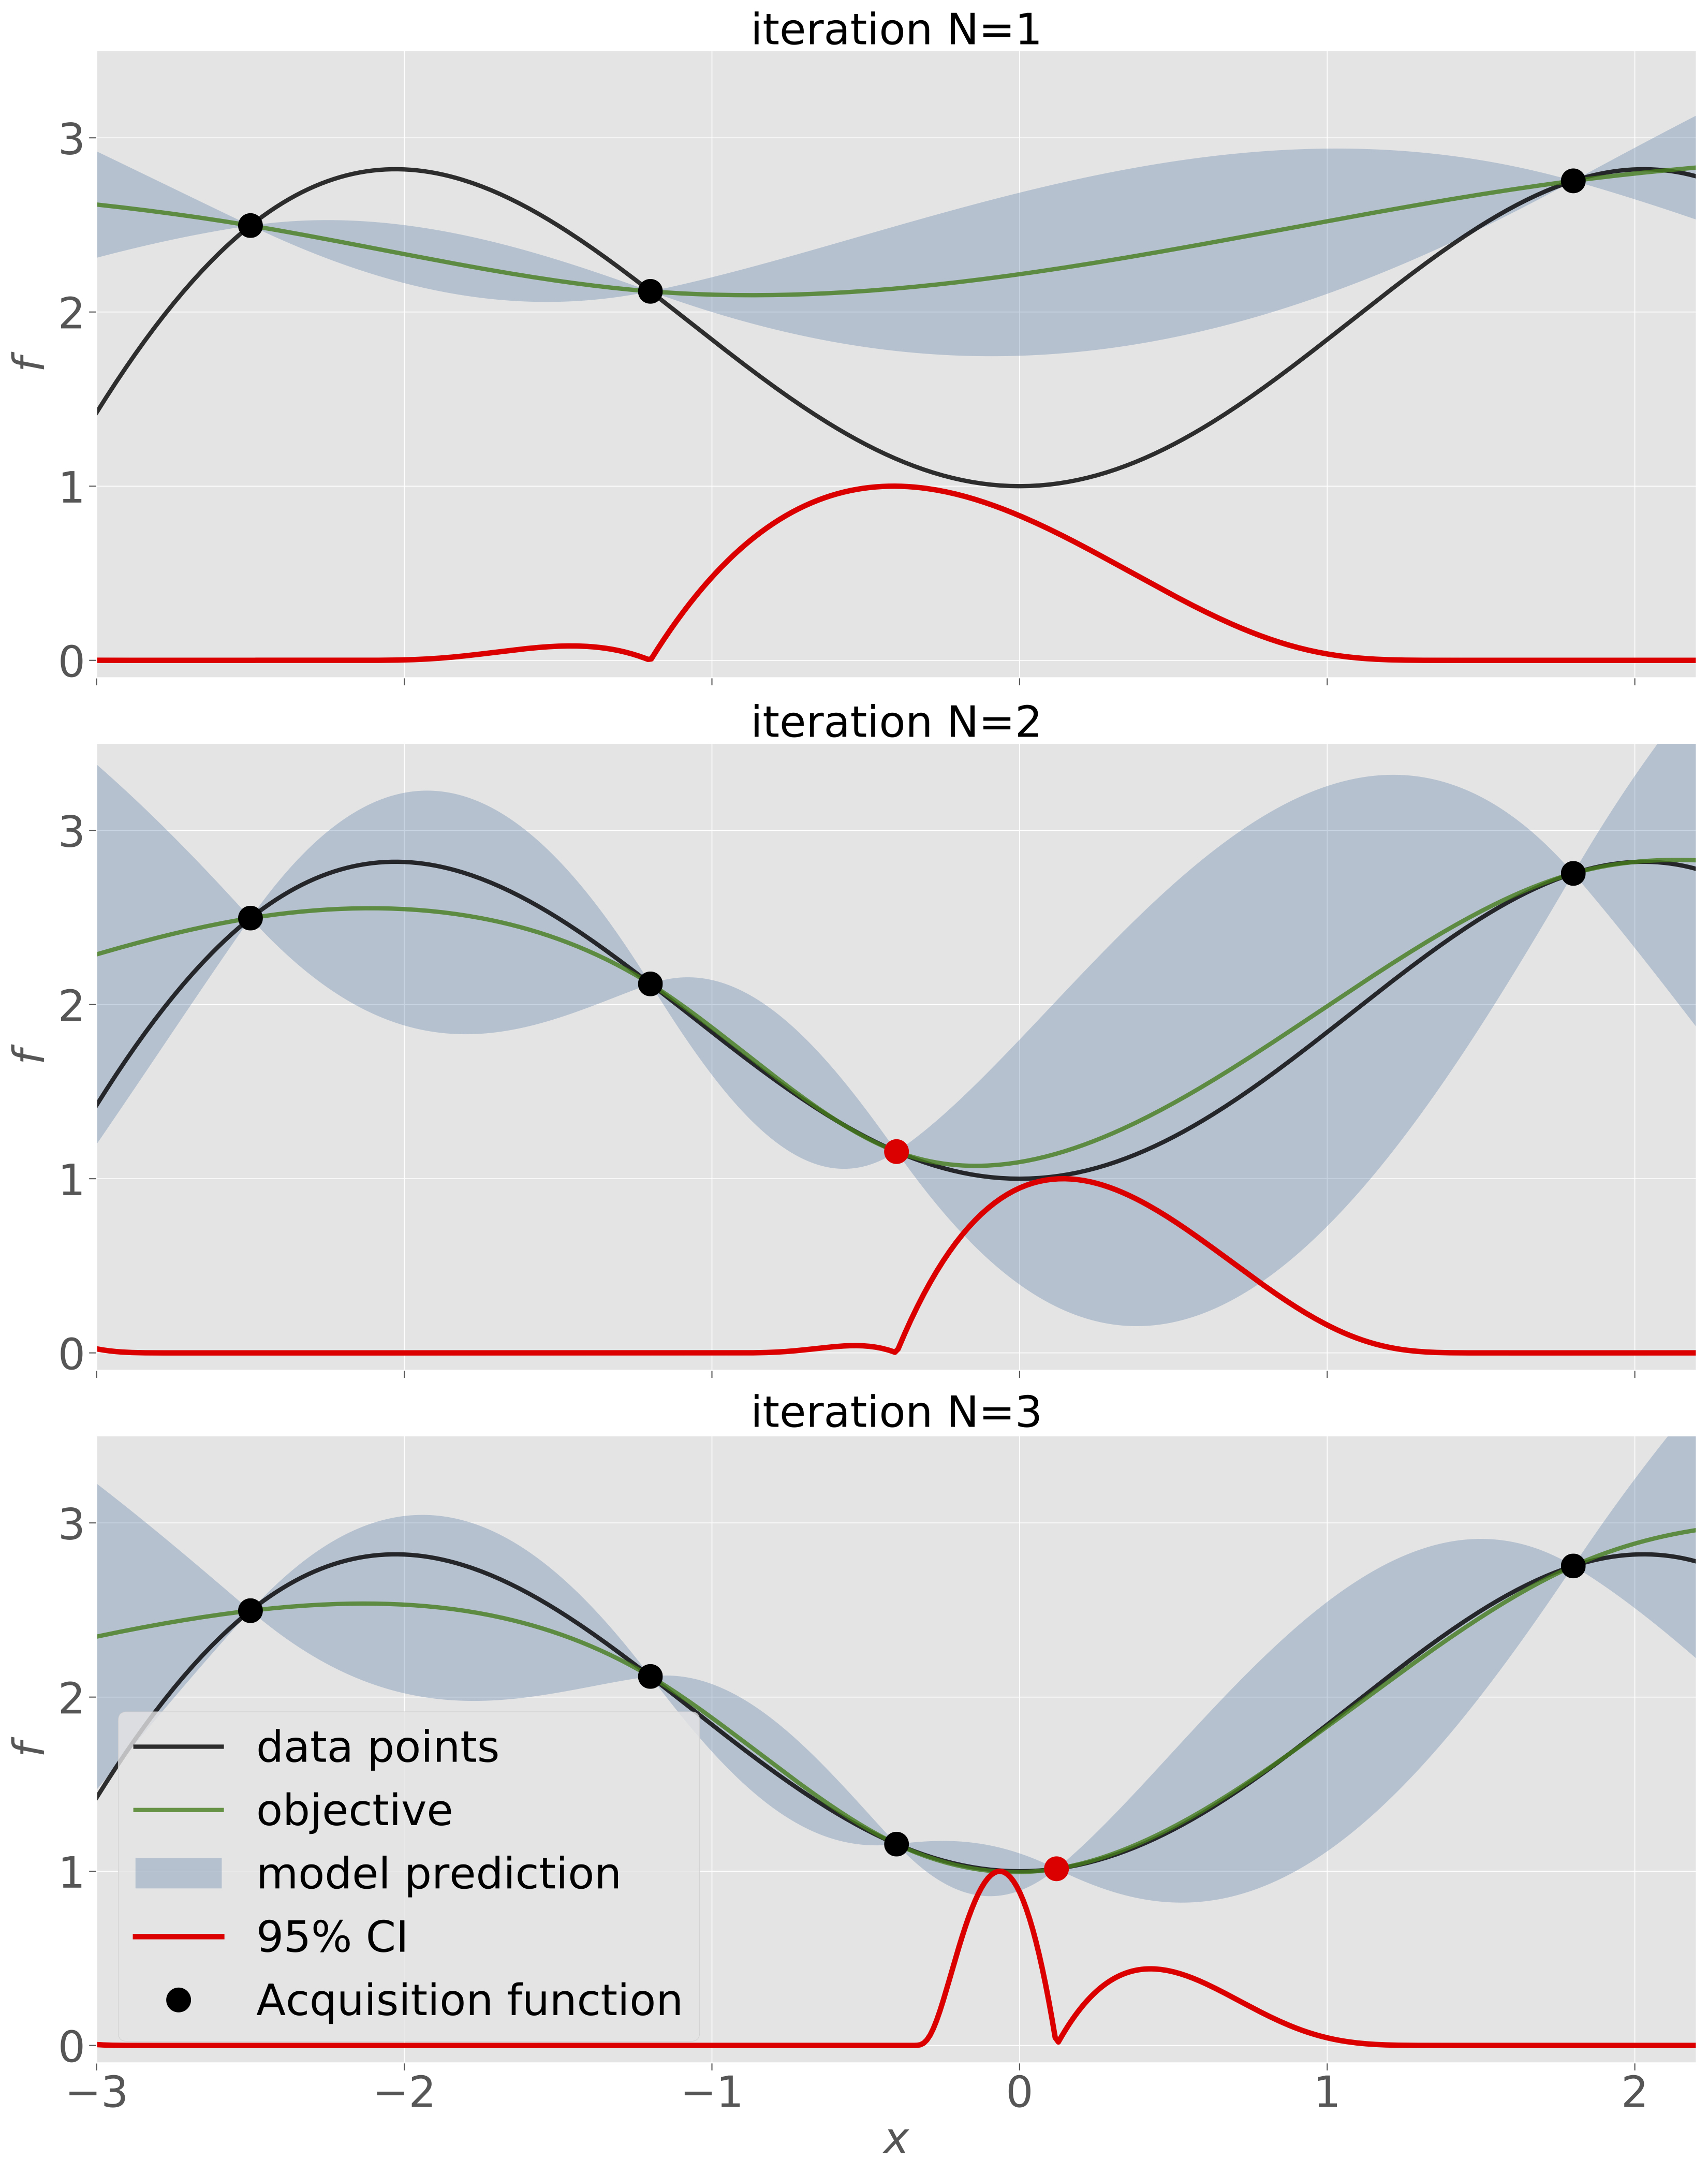 iteration N=1
3
2
1
0
f
iteration N=2
3
2
1
0
f
iteration N=3
3
2
1
0
f
data points
objective
model prediction
95% CI
Acquisition function
−3 −2 −1 0 1 2
x